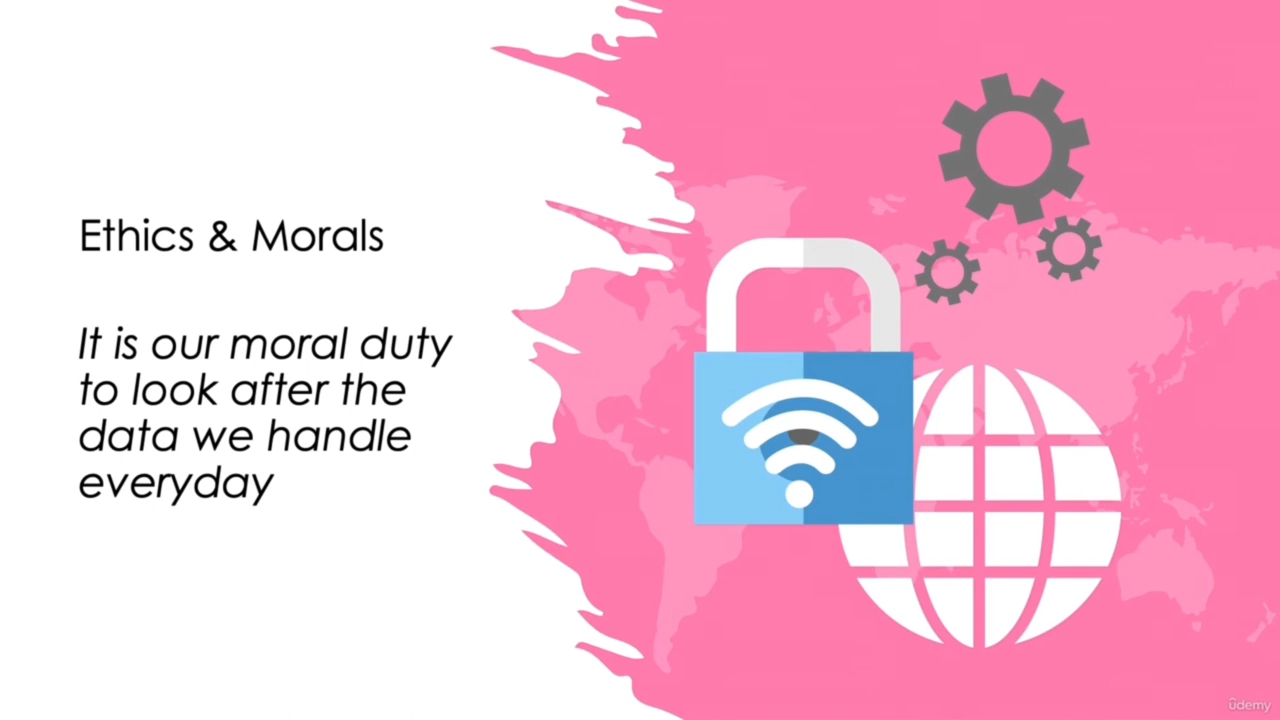 Ethics & Morals
It is our moral duty
to look after the
data we handle
everyday
udemy